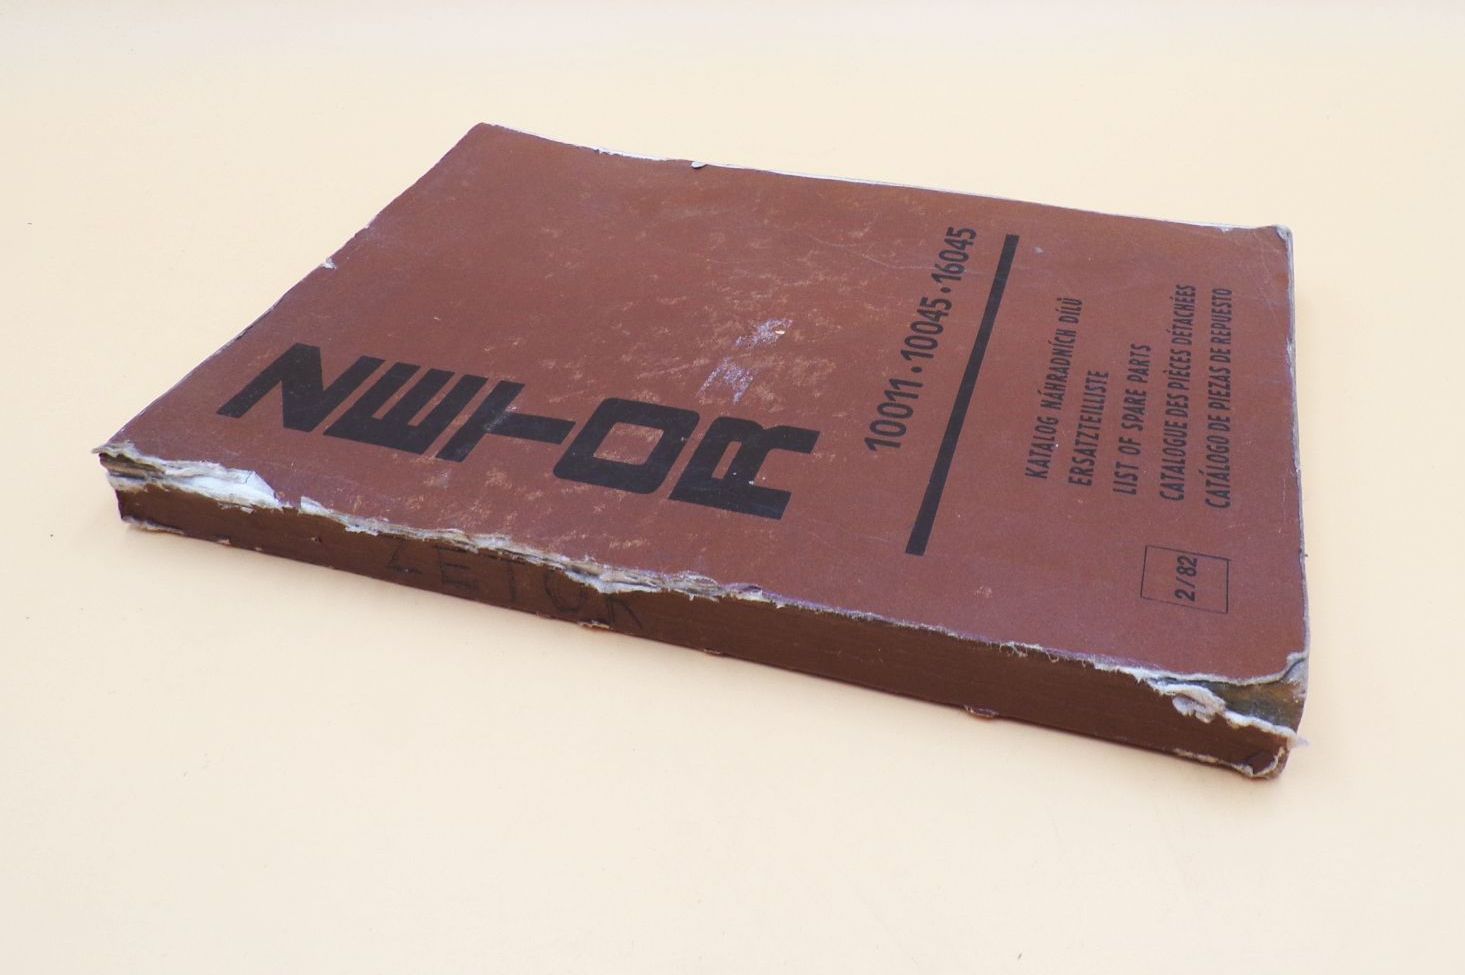 ZETOR
10011 • 10045 • 16045
KATALOG NÁHRADNÍCH DÍLŮ
ERSATZTEILLISTE
LIST OF SPARE PARTS
CATALOGUE DES PIÈCES DÉTACHÉES
CATÁLOGO DE PIEZAS DE REPUESTO
2/82
ZETOR